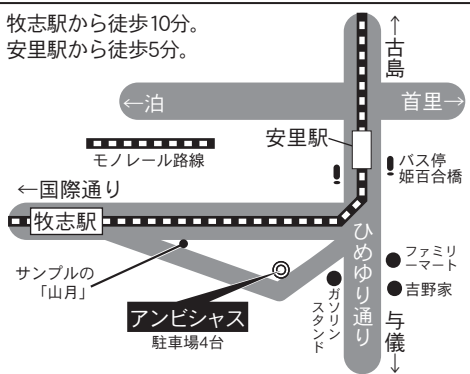 牧志駅から徒歩10分。
安里駅から徒歩5分。
←古島
←泊
首里→
安里駅
モノレール路線
バス停
姫百合橋
←国際通り
牧志駅
ひめゆり通り
サンプルの
「山月」
ファミリ
ーマート
吉野家
アンビシャス
駐車場4台
ガソリン
スタンド
与儀→